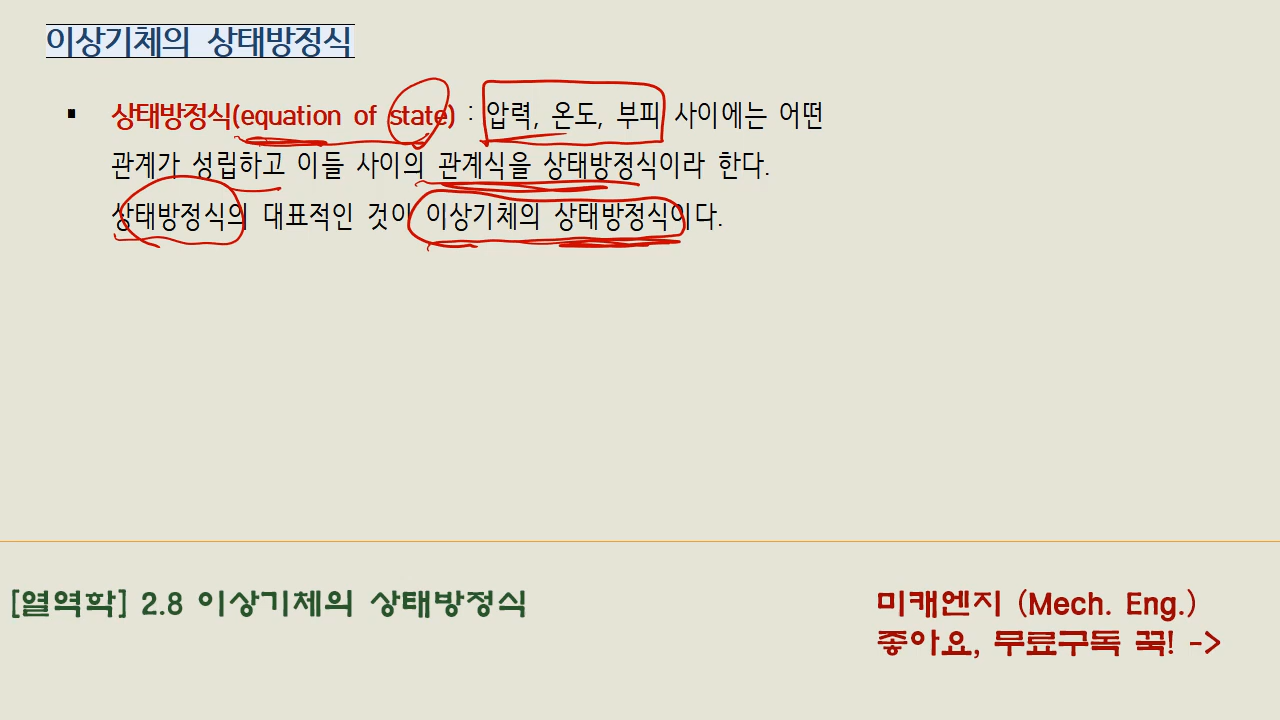 이상기체의 상태방정식
▪ 상태방정식(equation of state) : 압력, 온도, 부피 사이에는 어떤
관계가 성립하고 이들 사이의 관계식을 상태방정식이라 한다.
상태방정식의 대표적인 것이 이상기체의 상태방정식이다.
[열역학] 2.8 이상기체의 상태방정식
미캐엔지 (Mech. Eng.)
좋아요, 무료구독 꾹! ->